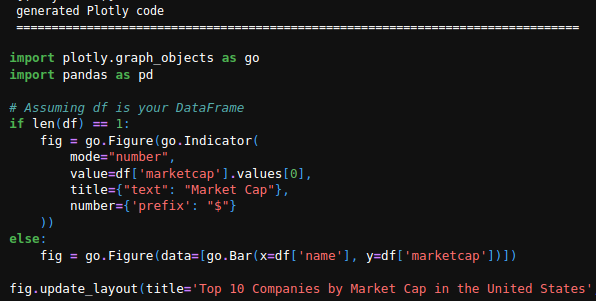 generated Plotly code
================================================================================
import plotly.graph_objects as go
import pandas as pd
# Assuming df is your DataFrame
if len(df) == 1:
    fig = go.Figure(go.Indicator(
        mode="number",
        value=df['marketcap'].values[0],
        title={"text": "Market Cap"},
        number={'prefix': "$"}
    ))
else:
    fig = go.Figure(data=[go.Bar(x=df['name'], y=df['marketcap'])])
fig.update_layout(title='Top 10 Companies by Market Cap in the United States'